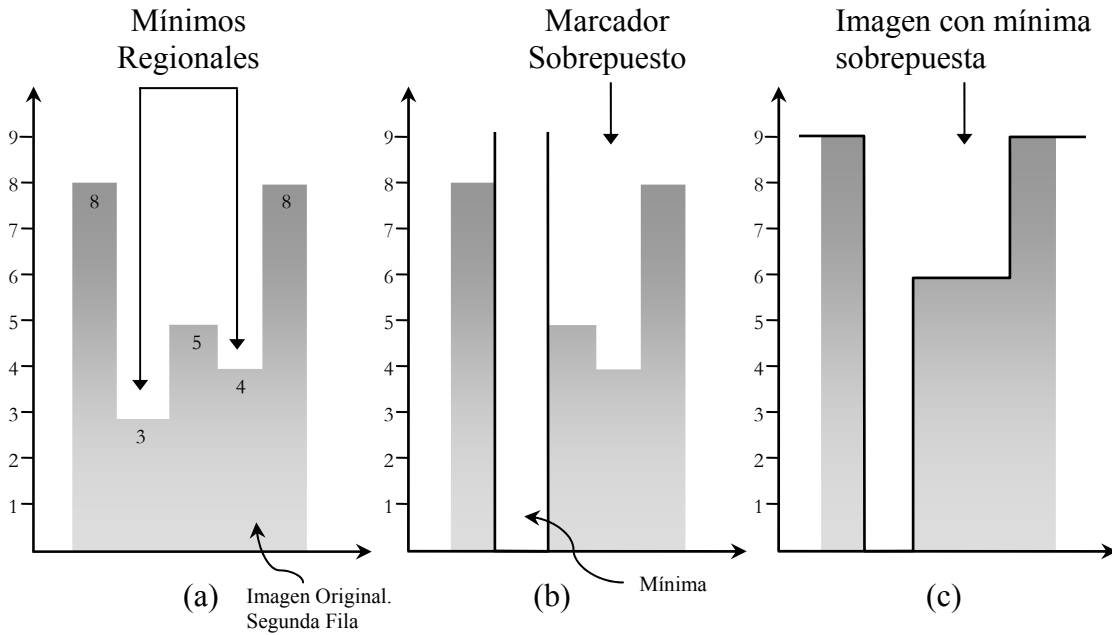 Mínimos
Regionales
9
8
7
6
5
4
3
2
1
8
3
5
4
8
(a)
Imagen Original.
Segunda Fila
Marcador
Sobrepuesto
9
8
7
6
5
4
3
2
1
(b)
Mínima
Imagen con mínima
sobrepuesta
9
8
7
6
5
4
3
2
1
(c)